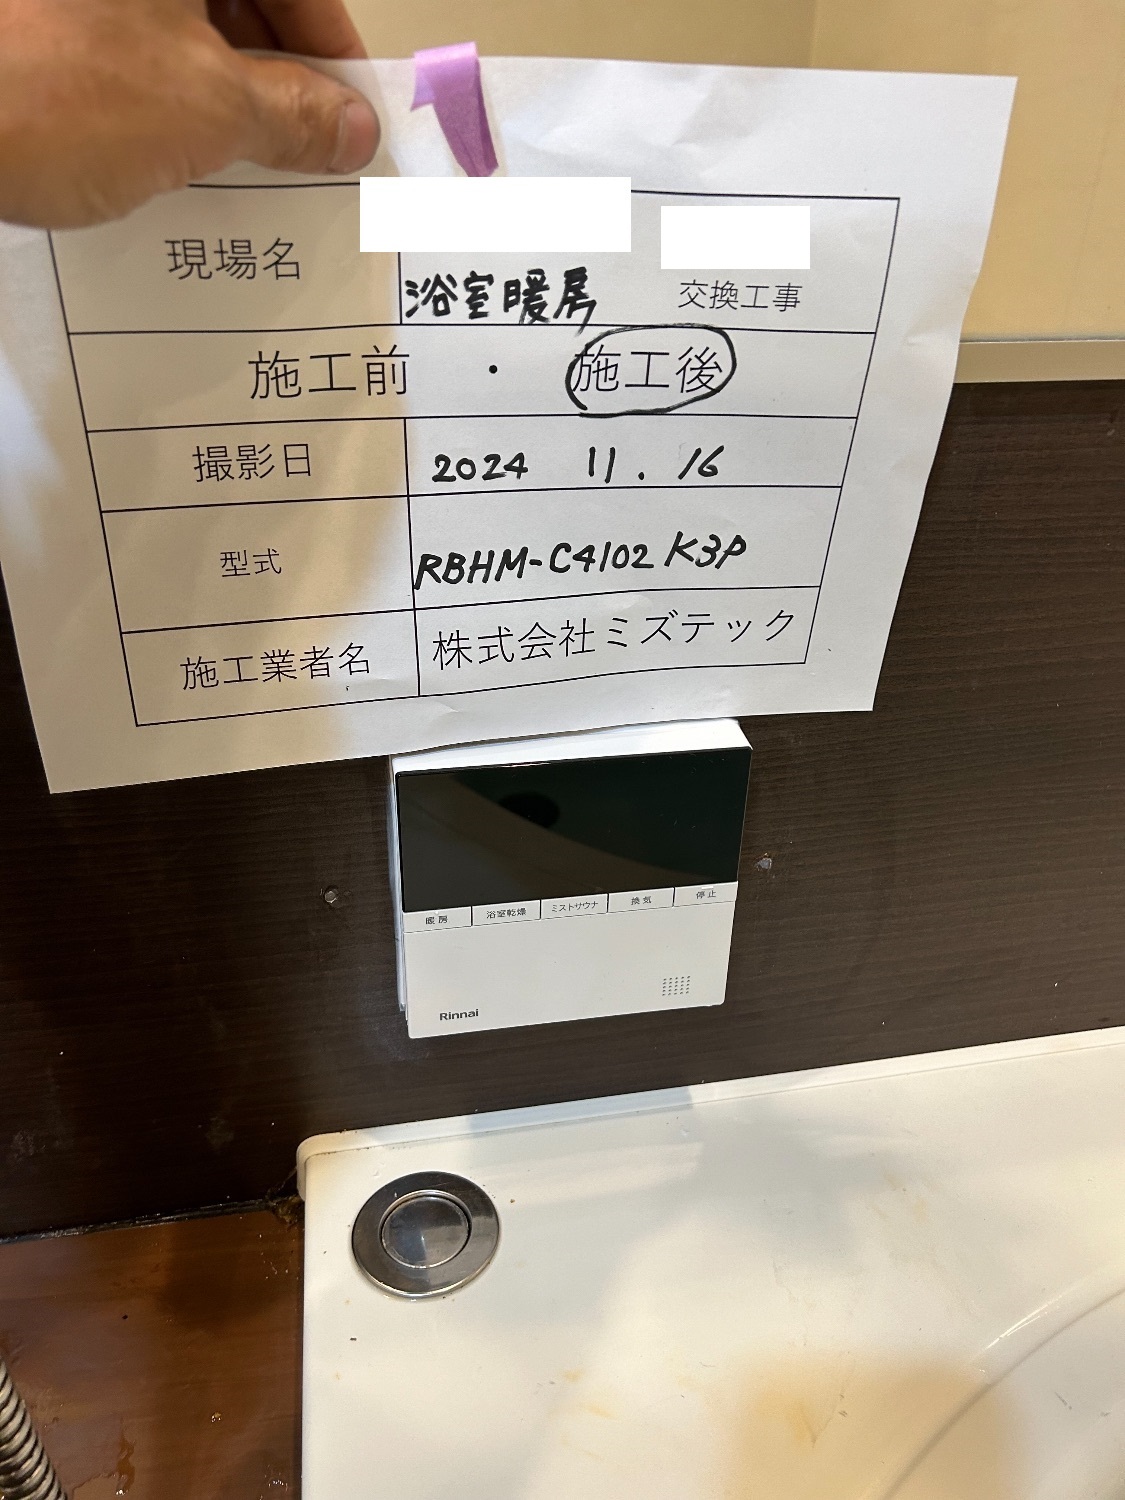 現場名
浴室暖房 交換工事
施工前 ・ 施工後
撮影日 2024 11. 16
型式 RBHM-C4102K3P
施工業者名 株式会社ミズテック
暖房 浴室乾燥 ミストサウナ 換気 停止
Rinnai